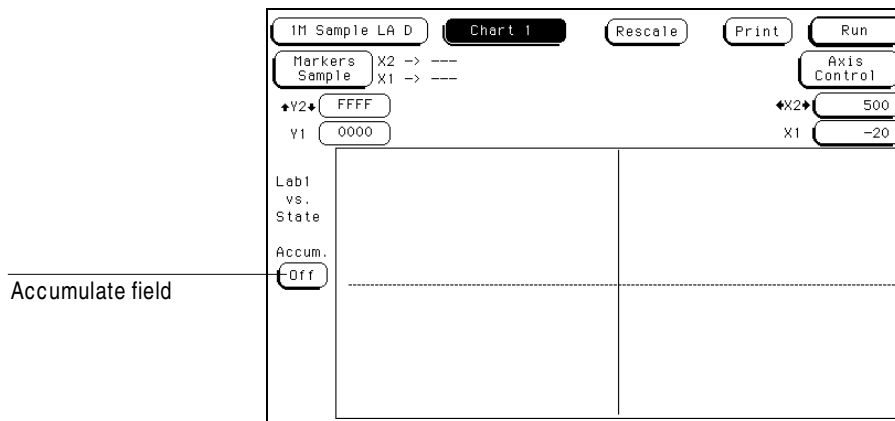 1M Sample LA D Chart 1 Rescale Print Run
Markers Sample X2 -> ---
X1 -> ---
Axis Control
Y2 FFFF X2 500
Y1 0000 X1 -20
Lab1
vs.
State
Accum.
Off
Accumulate field